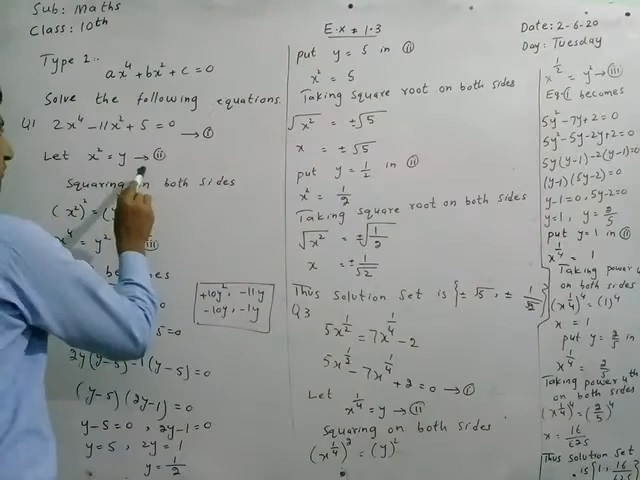 Sub: Maths
Class: 10th
Type 2:
ax⁴ + bx² + c = 0
Solve the following equations.
Q1 2x⁴ - 11x² + 5 = 0 → (i)
Let x² = y → (ii)
Squaring on both sides
(x²)² = (
x⁴ = y² (iii)
becomes
0
5 = 0
2y(y-5) -1(y-5) = 0
(y-5)(2y-1) = 0
y-5 = 0, 2y-1 = 0
y = 5, 2y = 1
y = 1/2
+10y², -11y
-10y, -1y
E.x # 1.3
put y = 5 in (ii)
x² = 5
Taking square root on both sides
√x² = ±√5
x = ±√5
put y = 1/2 in (ii)
x² = 1/2
Taking square root on both sides
√x² = ±√(1/2)
x = ± 1/√2
Thus solution set is {±√5, ± 1/√2}
Q3
5x^(1/2) = 7x^(1/4) - 2
5x^(1/2) - 7x^(1/4) + 2 = 0 → (i)
Let
x^(1/4) = y → (ii)
Squaring on both sides
(x^(1/4))² = (y)²
Date: 2-6-20
Day: Tuesday
x^(1/2) = y² → (iii)
Eq (i) becomes
5y² - 7y + 2 = 0
5y² - 5y - 2y + 2 = 0
5y(y-1) - 2(y-1) = 0
(y-1)(5y-2) = 0
y-1 = 0, 5y-2 = 0
y = 1, y = 2/5
put y = 1 in (ii)
x^(1/4) = 1
Taking power 4
on both sides
(x^(1/4))⁴ = (1)⁴
x = 1
put y = 2/5 in
x^(1/4) = 2/5
Taking power 4th
on both sides
(x^(1/4))⁴ = (2/5)⁴
x = 16/625
Thus solution set
is {1, 16/625}